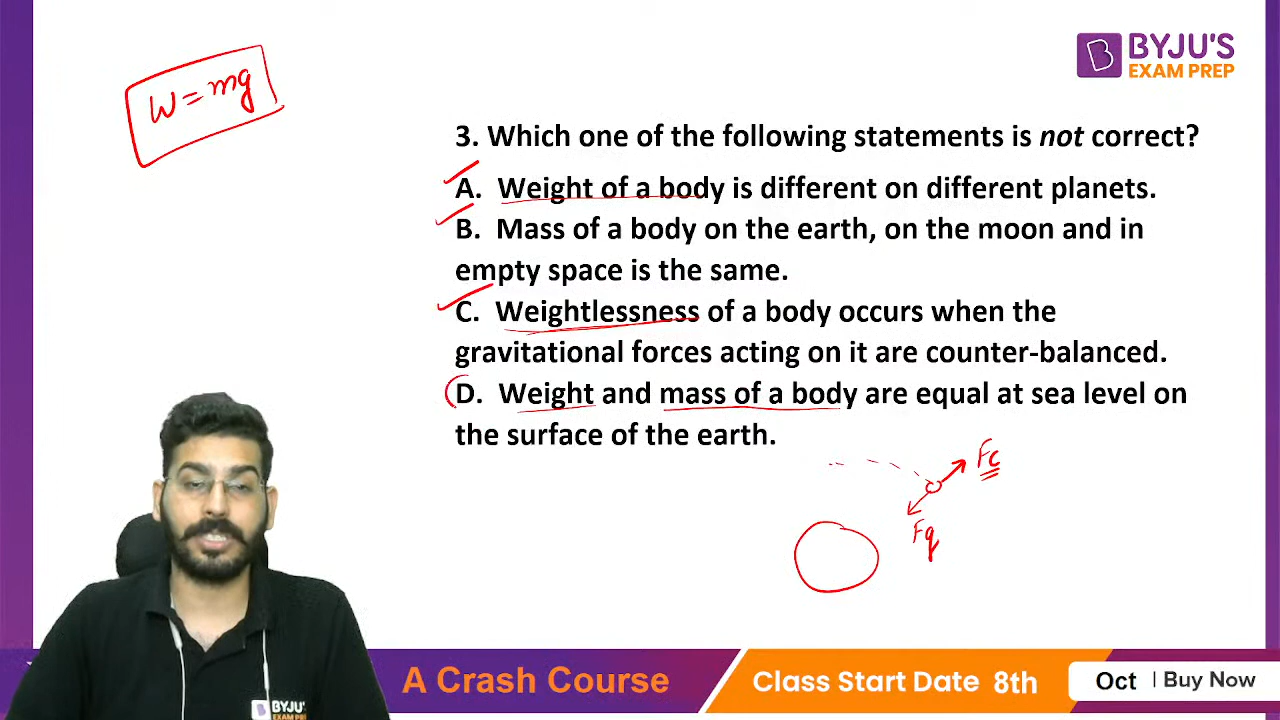 W = mg
BYJU'S
EXAM PREP
3. Which one of the following statements is not correct?
A. Weight of a body is different on different planets.
B. Mass of a body on the earth, on the moon and in
empty space is the same.
C. Weightlessness of a body occurs when the
gravitational forces acting on it are counter-balanced.
D. Weight and mass of a body are equal at sea level on
the surface of the earth.
Fc
Fg
BYJU'S
EXAM PREP
A Crash Course
Class Start Date 8th
Oct | Buy Now